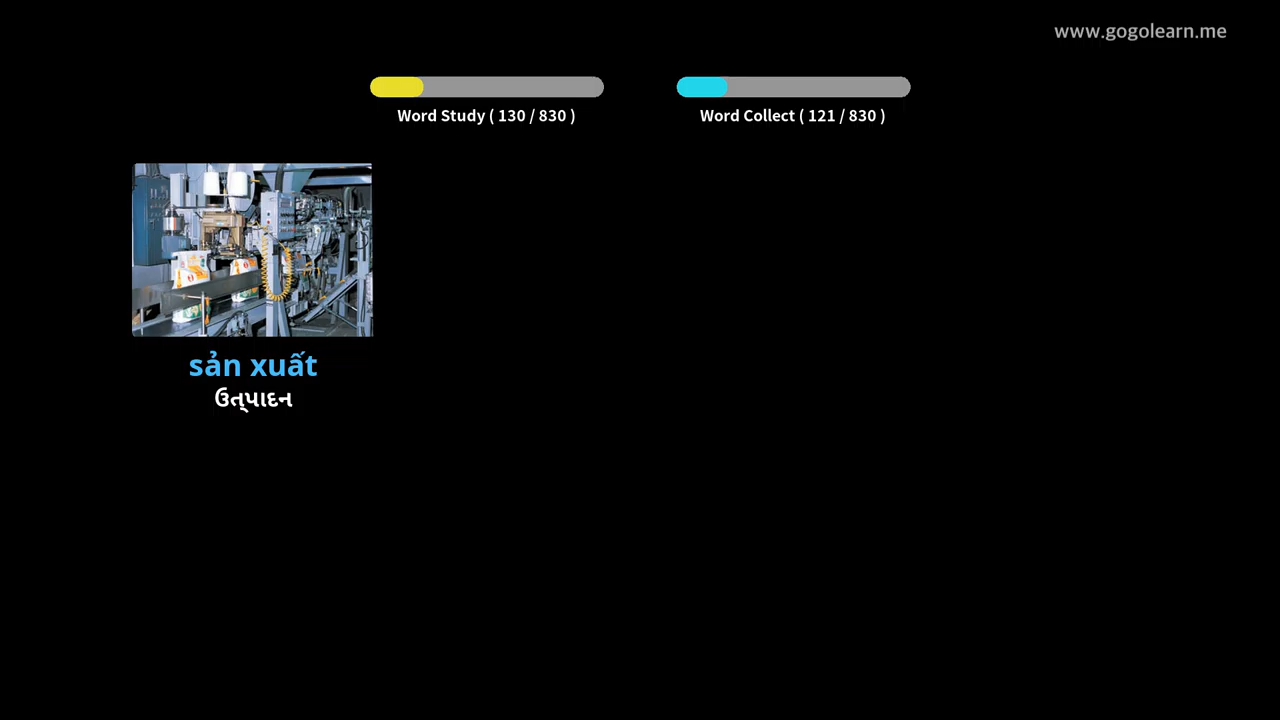 www.gogolearn.me
Word Study ( 130 / 830 )
Word Collect ( 121 / 830 )
sản xuất
ઉત્પાદન